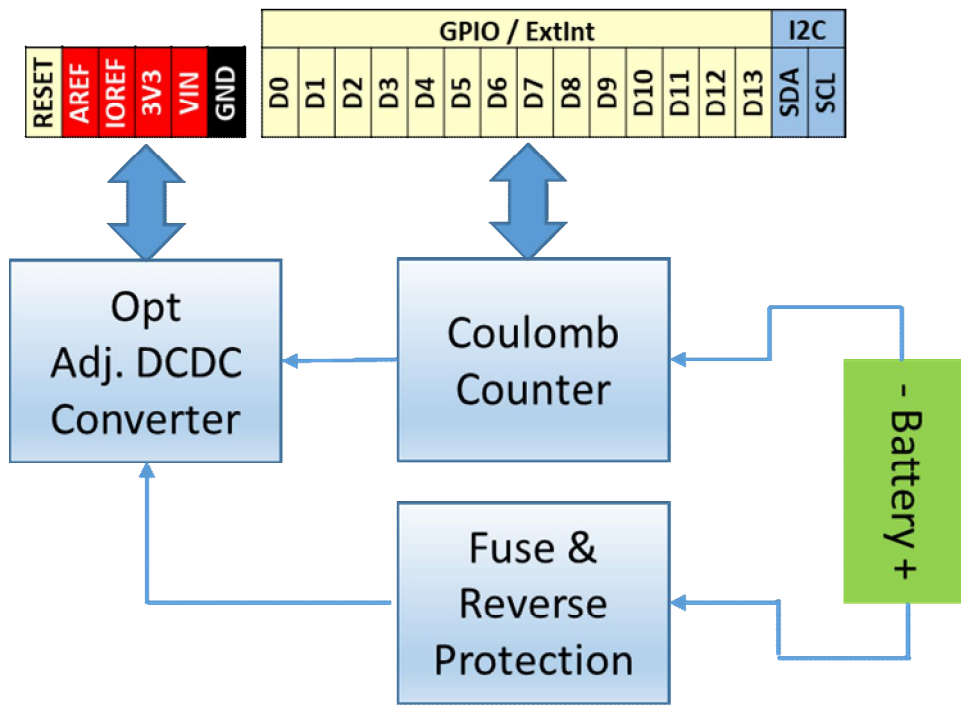 GPIO / ExtInt
I2C
RESET
AREF
IOREF
3V3
VIN
GND
D0
D1
D2
D3
D4
D5
D6
D7
D8
D9
D10
D11
D12
D13
SDA
SCL
Opt
Adj. DCDC
Converter
Coulomb
Counter
- Battery +
Fuse &
Reverse
Protection